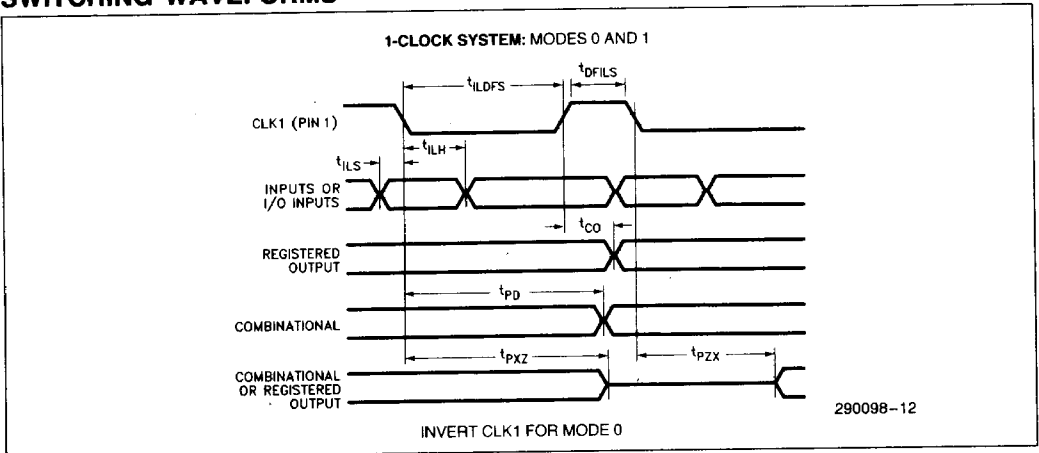 SWITCHING WAVEFORMS
1-CLOCK SYSTEM: MODES 0 AND 1
tILDFS
tDFILS
CLK1 (PIN 1)
tILH
tILS
INPUTS OR
I/O INPUTS
tCO
REGISTERED
OUTPUT
tPD
COMBINATIONAL
tPXZ
tPZX
COMBINATIONAL
OR REGISTERED
OUTPUT
290098-12
INVERT CLK1 FOR MODE 0